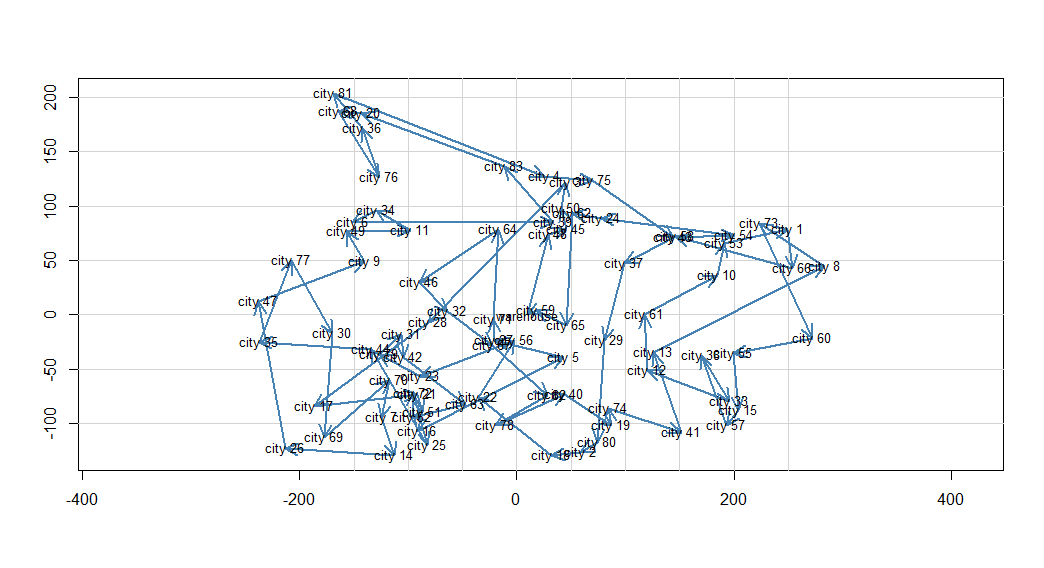 200
150
100
50
0
-50
-100
-400
-200
0
200
400
city 81
city 20
city 36
city 76
city 83
city 4
city 75
city 34
city 6
city 49
city 11
city 9
city 77
city 47
city 35
city 30
city 64
city 46
city 32
city 28
city 31
city 42
city 23
city 50
city 62
city 39
city 45
city 24
city 37
city 54
city 53
city 73
city 1
city 66
city 8
city 10
city 59
warehouse
city 65
city 71
city 56
city 5
city 61
city 29
city 13
city 12
city 60
city 33
city 15
city 57
city 22
city 63
city 40
city 78
city 74
city 19
city 41
city 80
city 2
city 70
city 17
city 7
city 69
city 51
city 16
city 25
city 26
city 14